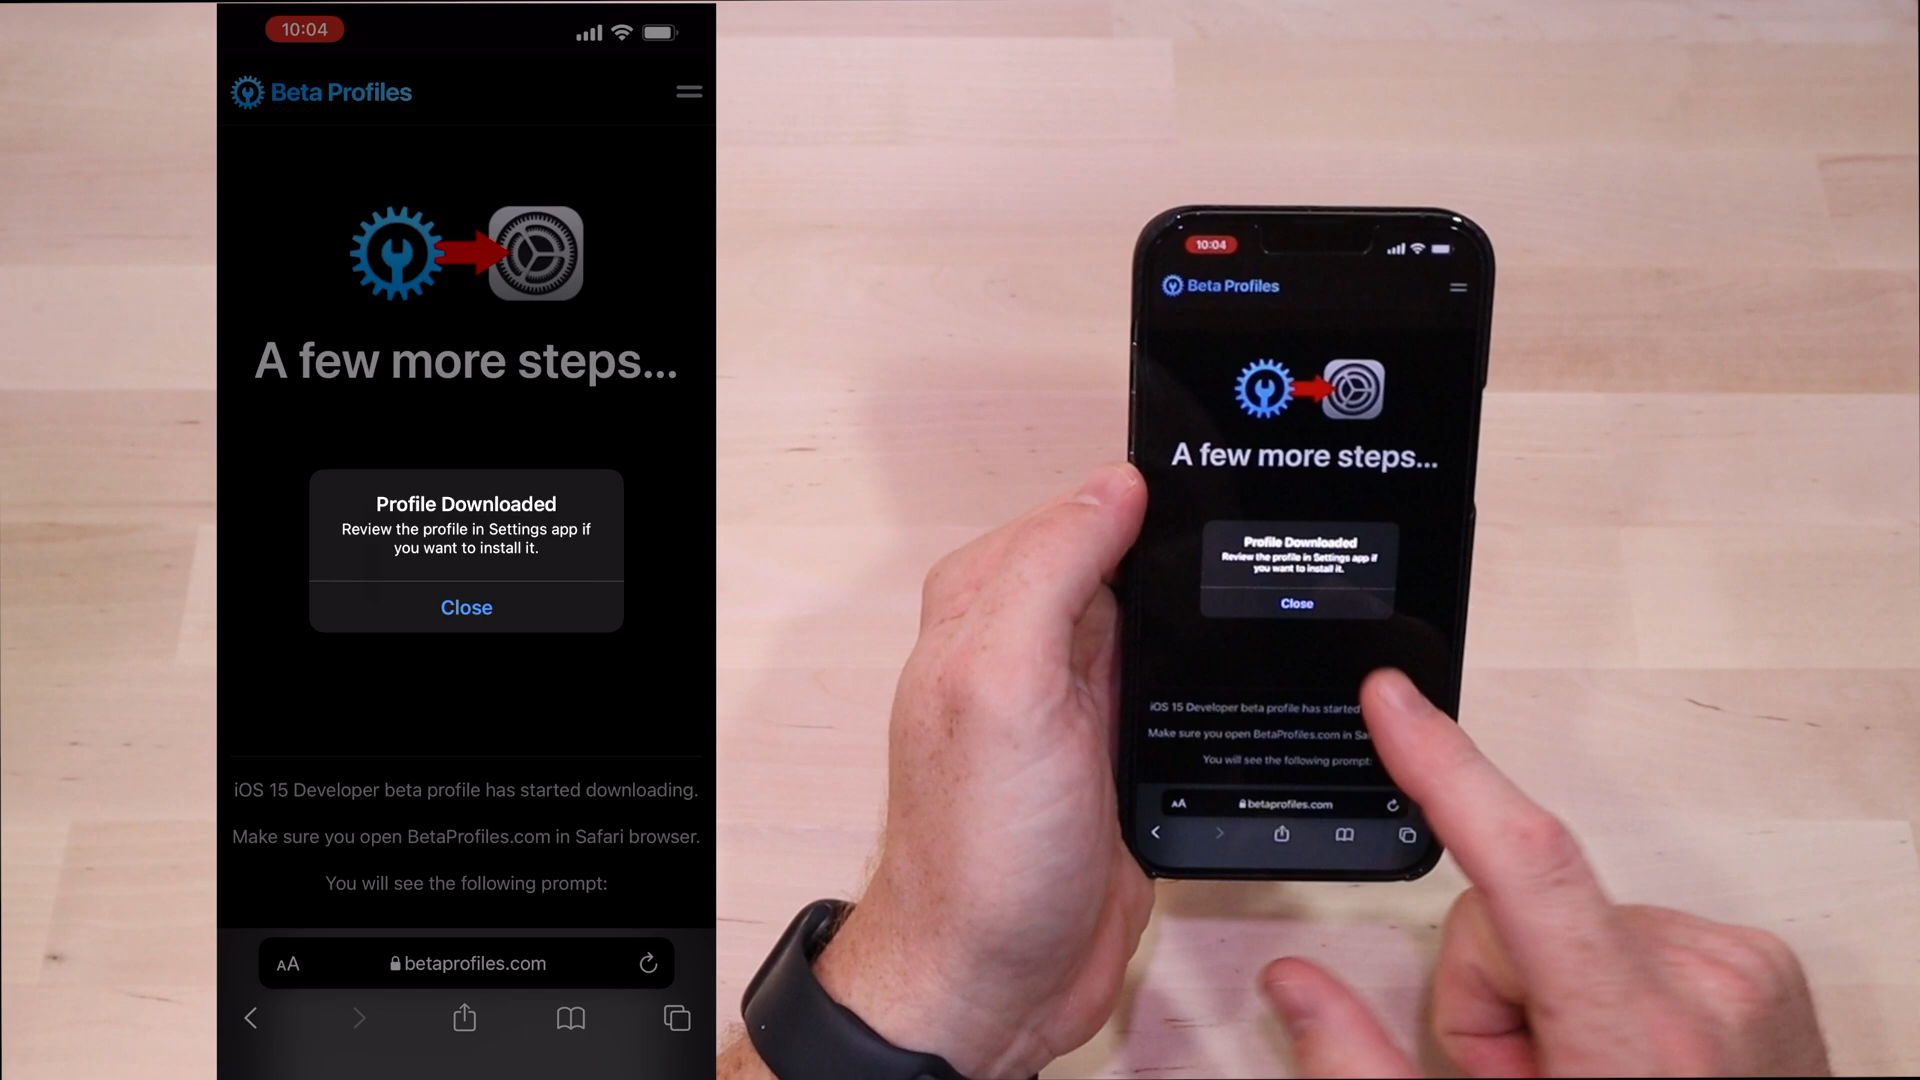 10:04
Beta Profiles
A few more steps...
Profile Downloaded
Review the profile in Settings app if
you want to install it.
Close
iOS 15 Developer beta profile has started downloading.
Make sure you open BetaProfiles.com in Safari browser.
You will see the following prompt:
AA
betaprofiles.com
10:04
Beta Profiles
A few more steps...
Profile Downloaded
Review the profile in Settings app if
you want to install it.
Close
iOS 15 Developer beta profile has started
Make sure you open BetaProfiles.com in
You will see the following prompt:
AA
betaprofiles.com